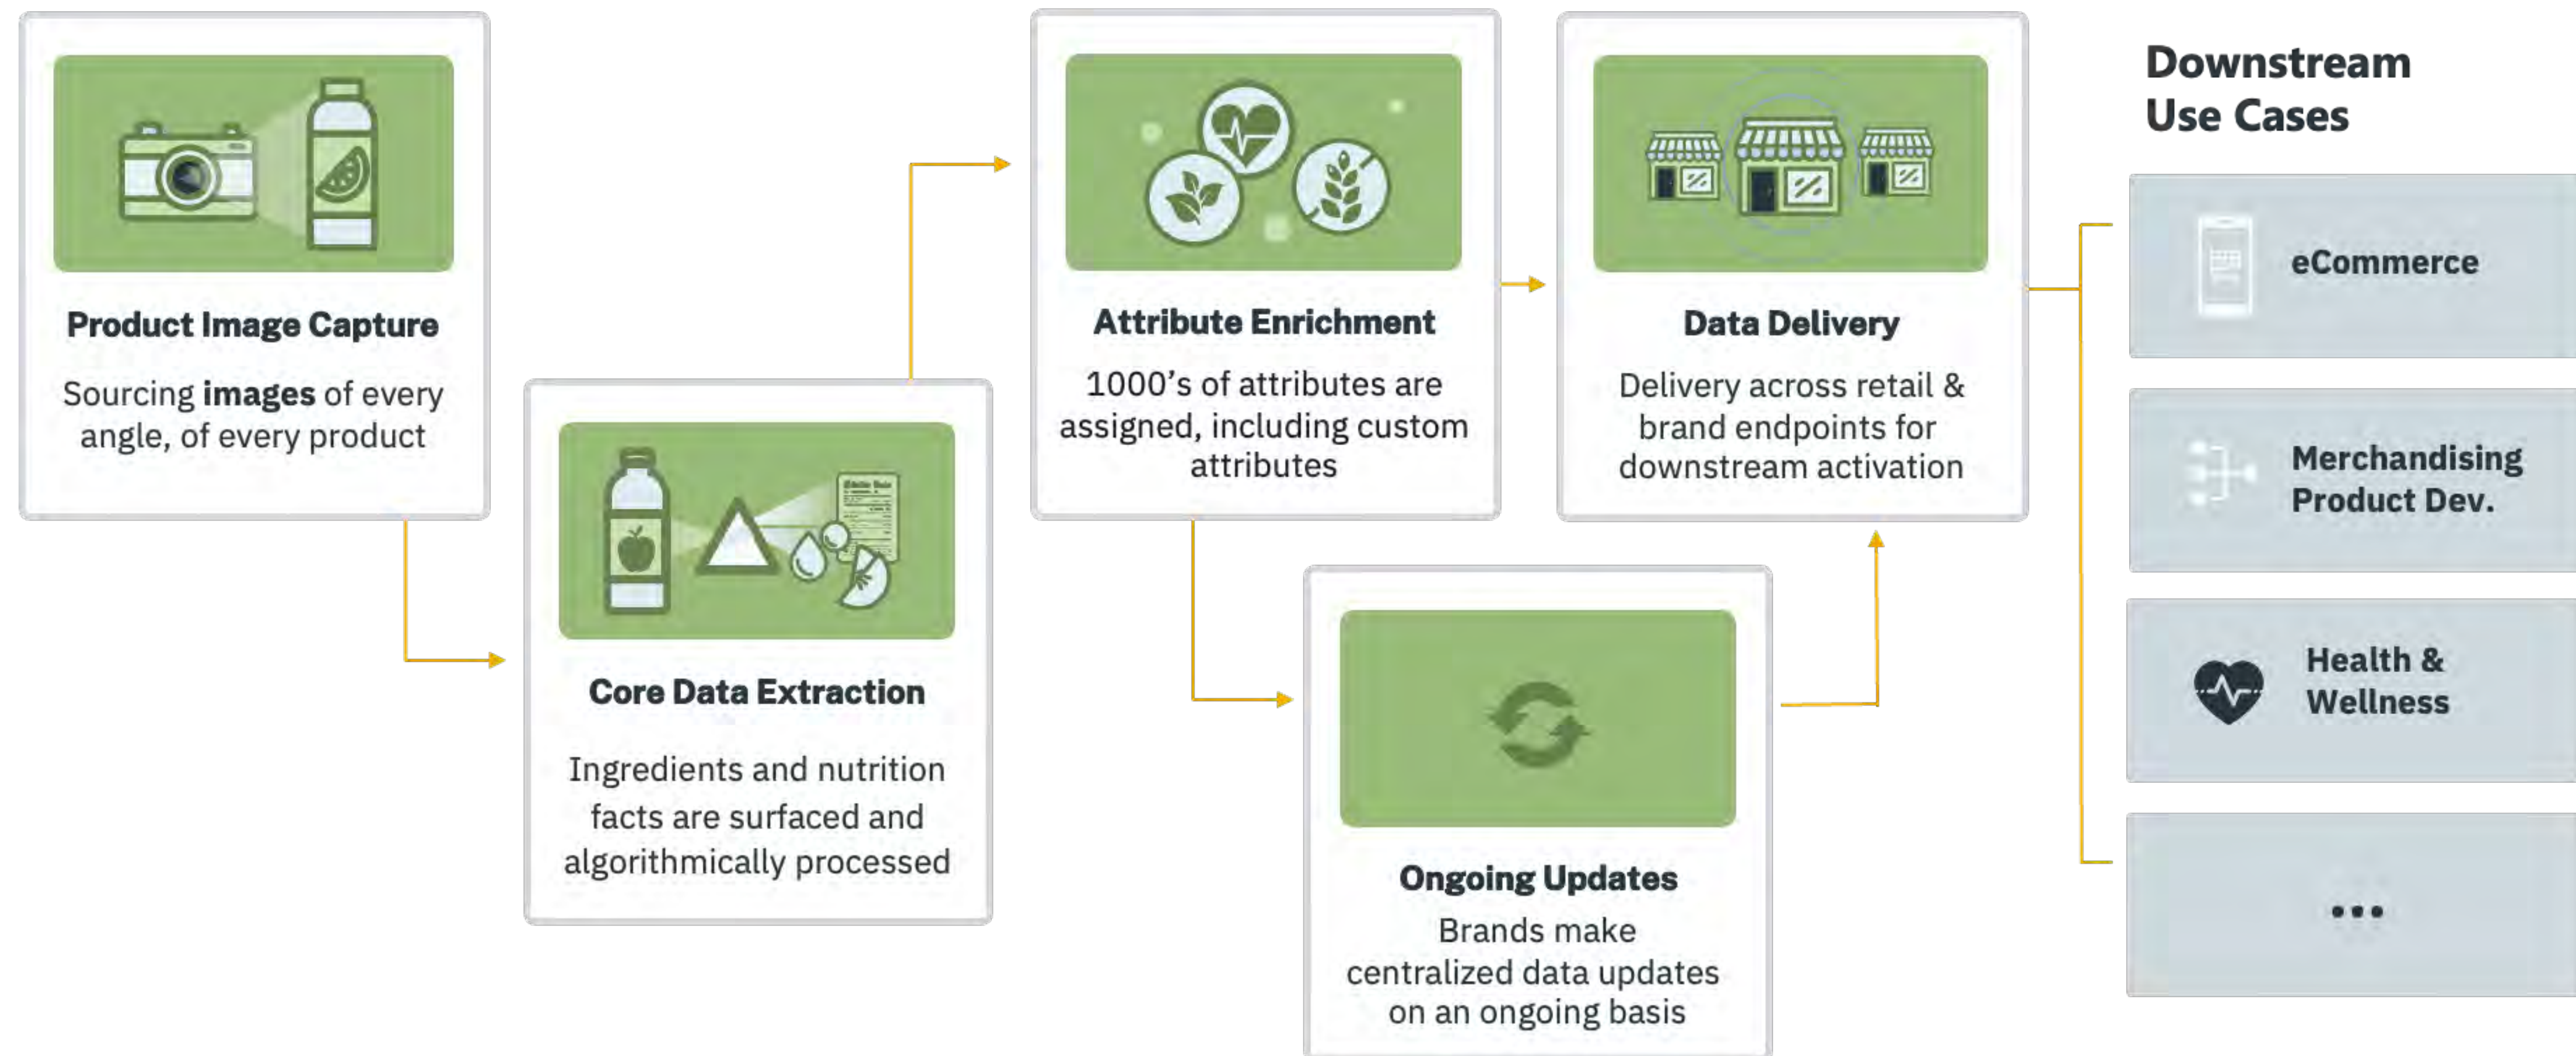 Product Image Capture
Sourcing images of every
angle, of every product
Core Data Extraction
Ingredients and nutrition
facts are surfaced and
algorithmically processed
Attribute Enrichment
1000's of attributes are
assigned, including custom
attributes
Ongoing Updates
Brands make
centralized data updates
on an ongoing basis
Data Delivery
Delivery across retail &
brand endpoints for
downstream activation
Downstream
Use Cases
eCommerce
Merchandising
Product Dev.
Health &
Wellness
...